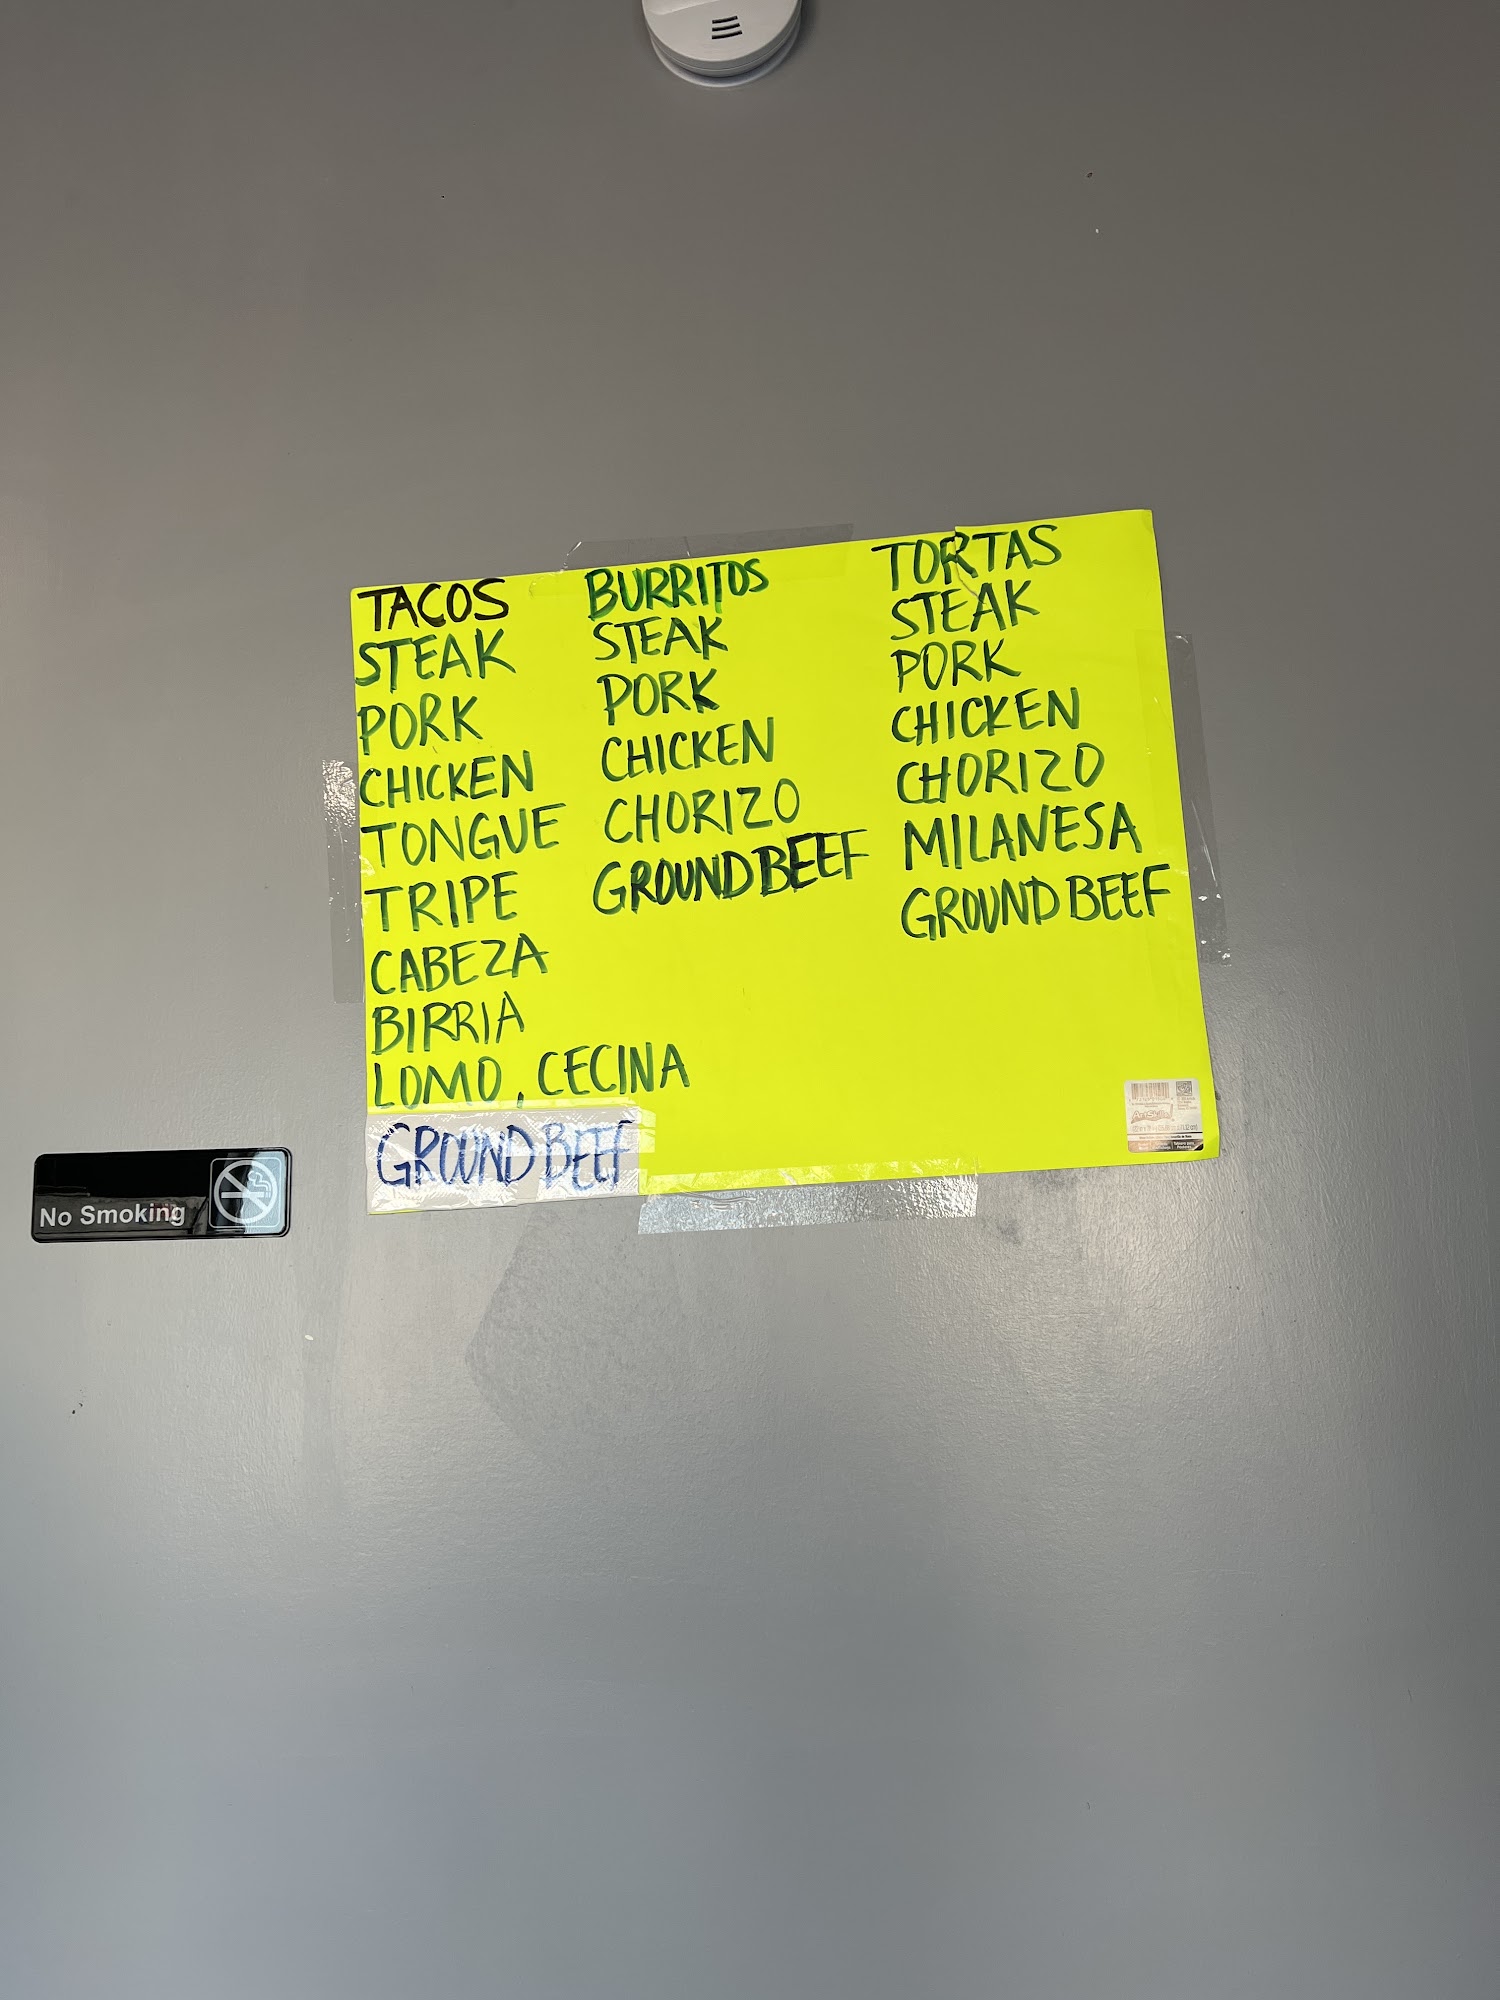 TACOS
STEAK
PORK
CHICKEN
TONGUE
TRIPE
CABEZA
BIRRIA
LOMO, CECINA
GROUND BEEF
BURRITOS
STEAK
PORK
CHICKEN
CHORIZO
GROUND BEEF
TORTAS
STEAK
PORK
CHICKEN
CHORIZO
MILANESA
GROUND BEEF
ArtSkills
No Smoking